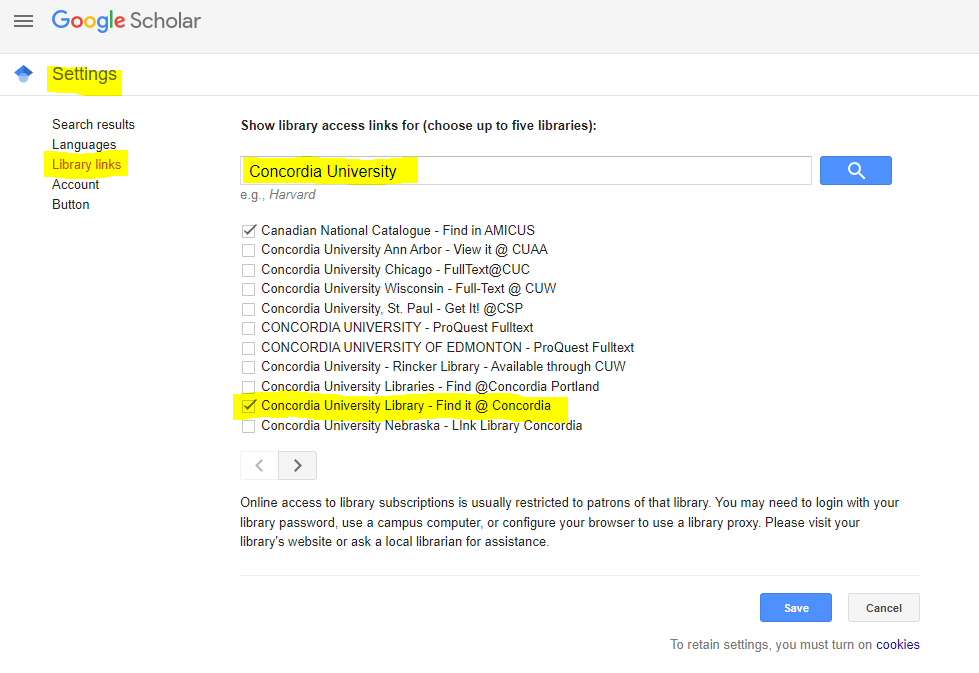 Google Scholar
Settings
Search results
Languages
Library links
Account
Button
Show library access links for (choose up to five libraries):
Concordia University
e.g., Harvard
Canadian National Catalogue - Find in AMICUS
Concordia University Ann Arbor - View it @ CUAA
Concordia University Chicago - FullText@CUC
Concordia University Wisconsin - Full-Text @ CUW
Concordia University, St. Paul - Get It! @CSP
CONCORDIA UNIVERSITY - ProQuest Fulltext
CONCORDIA UNIVERSITY OF EDMONTON - ProQuest Fulltext
Concordia University - Rincker Library - Available through CUW
Concordia University Libraries - Find @Concordia Portland
Concordia University Library - Find it @ Concordia
Concordia University Nebraska - LInk Library Concordia
Online access to library subscriptions is usually restricted to patrons of that library. You may need to login with your
library password, use a campus computer, or configure your browser to use a library proxy. Please visit your
library's website or ask a local librarian for assistance.
Save Cancel
To retain settings, you must turn on cookies